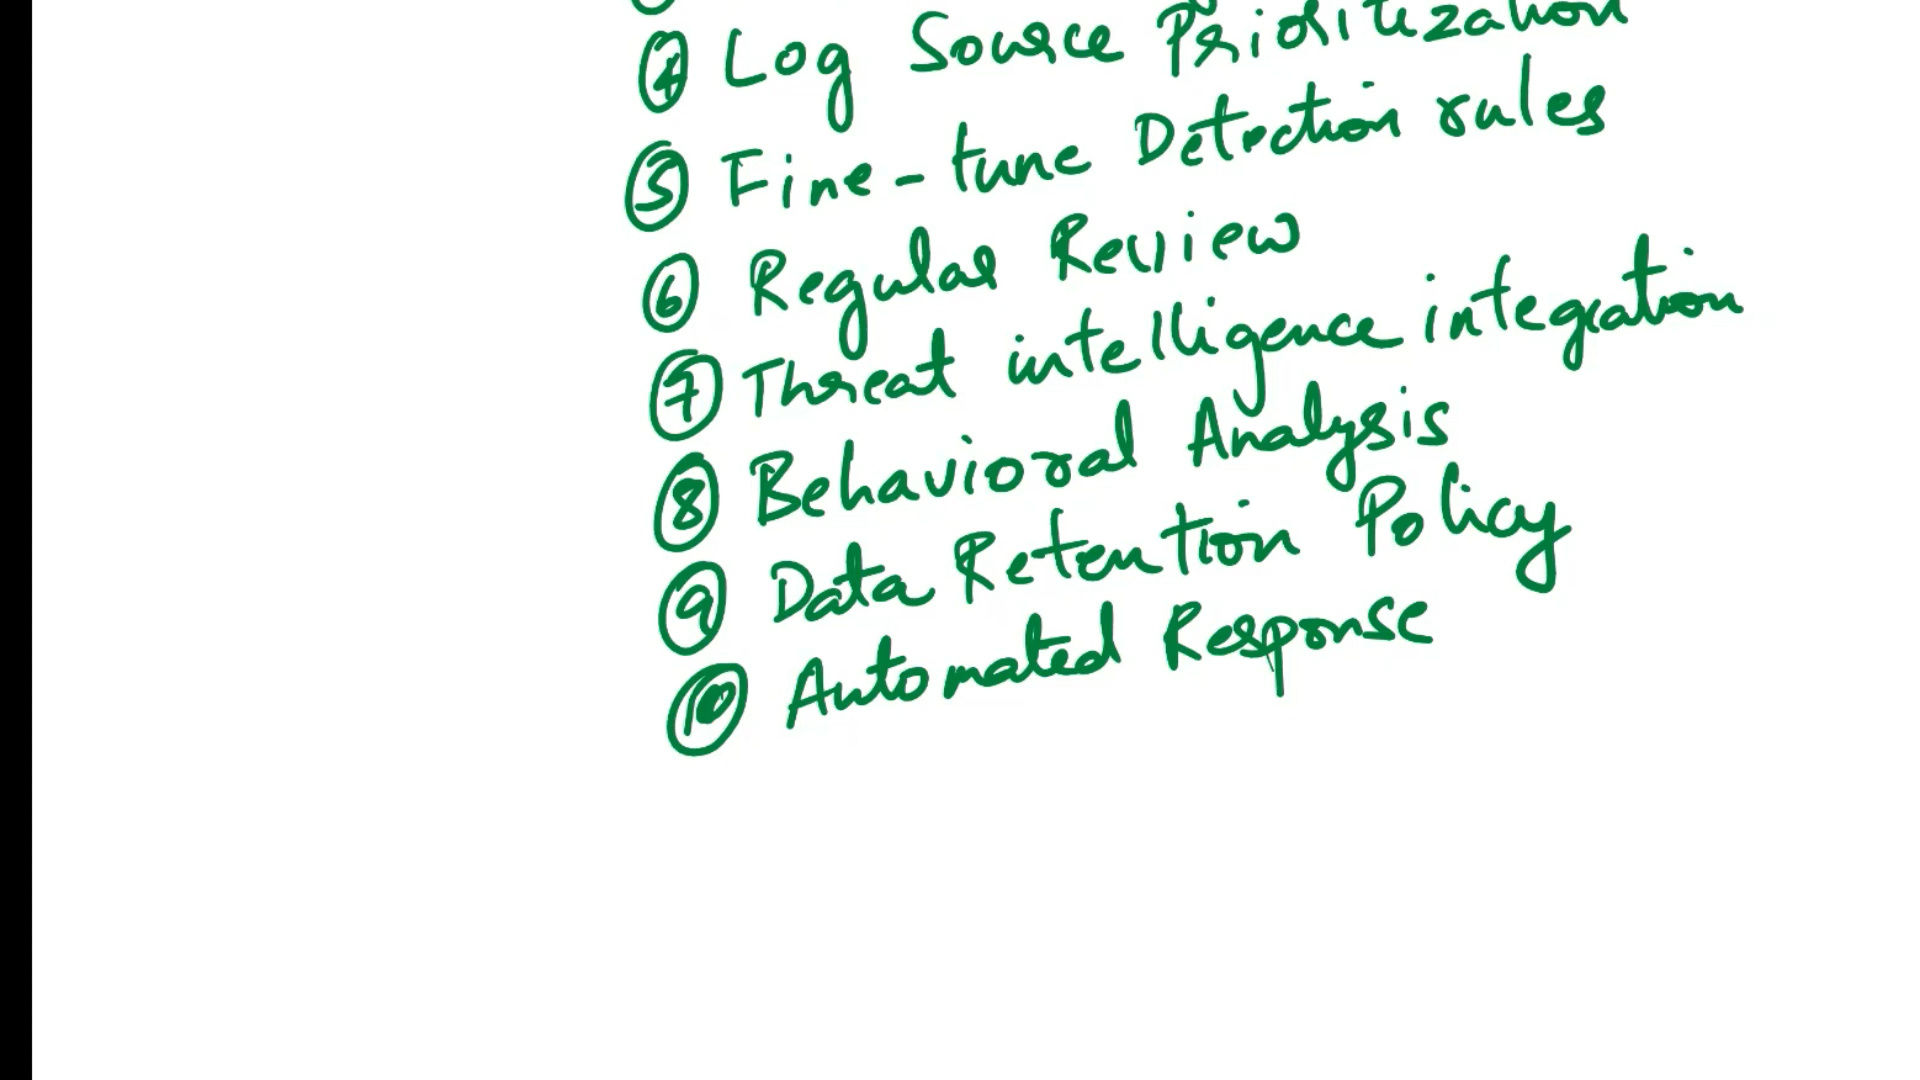 ④ Log Source Prioritization
⑤ Fine-tune Detection rules
⑥ Regular Review
⑦ Threat intelligence integration
⑧ Behavioral Analysis
⑨ Data Retention Policy
⑩ Automated Response